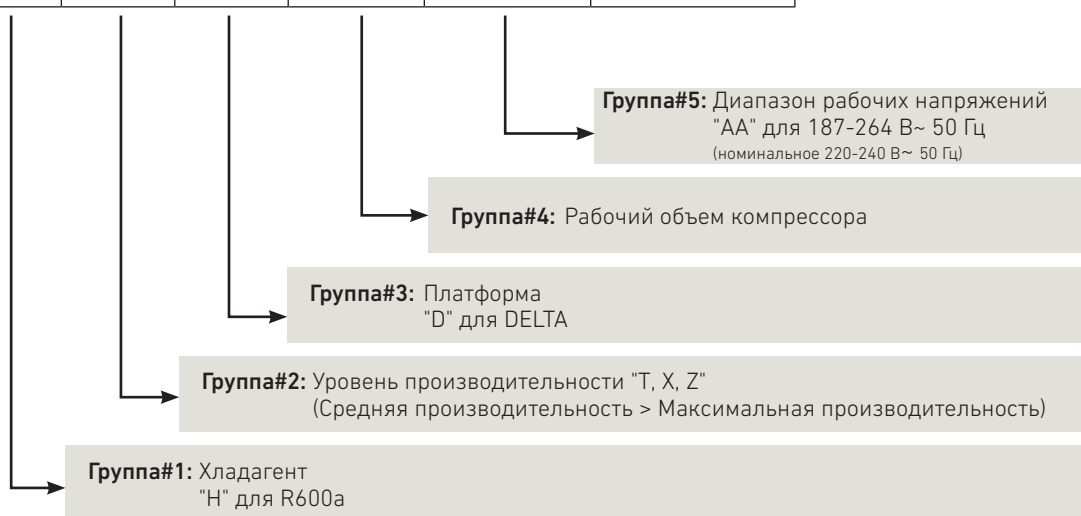 Группа#5: Диапазон рабочих напряжений
"AA" для 187-264 В~ 50 Гц
(номинальное 220-240 В~ 50 Гц)
Группа#4: Рабочий объем компрессора
Группа#3: Платформа
"D" для DELTA
Группа#2: Уровень производительности "T, X, Z"
(Средняя производительность > Максимальная производительность)
Группа#1: Хладагент
"H" для R600a